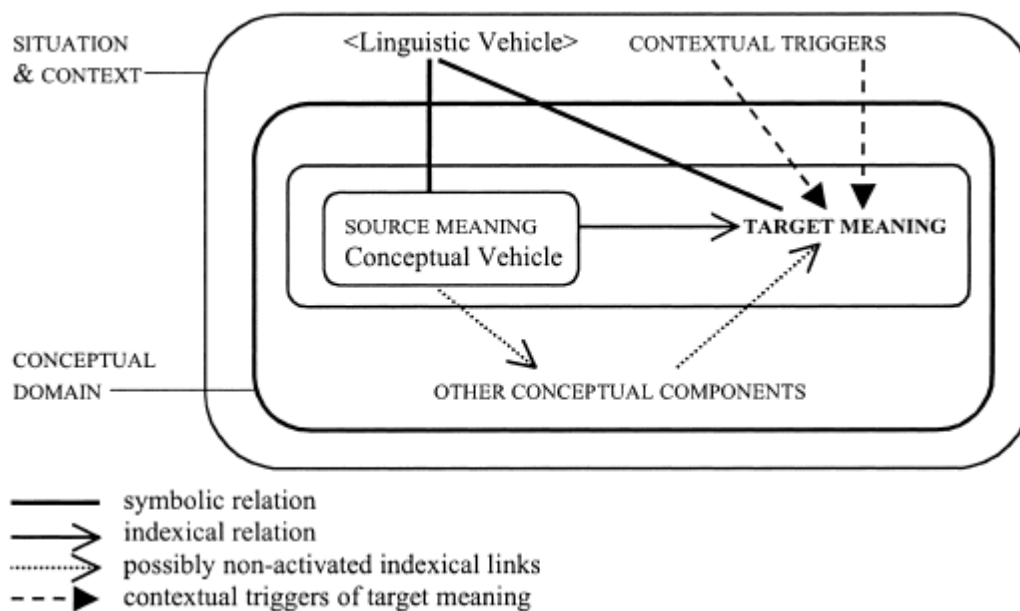 SITUATION
& CONTEXT
<Linguistic Vehicle>
CONTEXTUAL TRIGGERS
SOURCE MEANING
Conceptual Vehicle
TARGET MEANING
CONCEPTUAL
DOMAIN
OTHER CONCEPTUAL COMPONENTS
symbolic relation
indexical relation
possibly non-activated indexical links
contextual triggers of target meaning